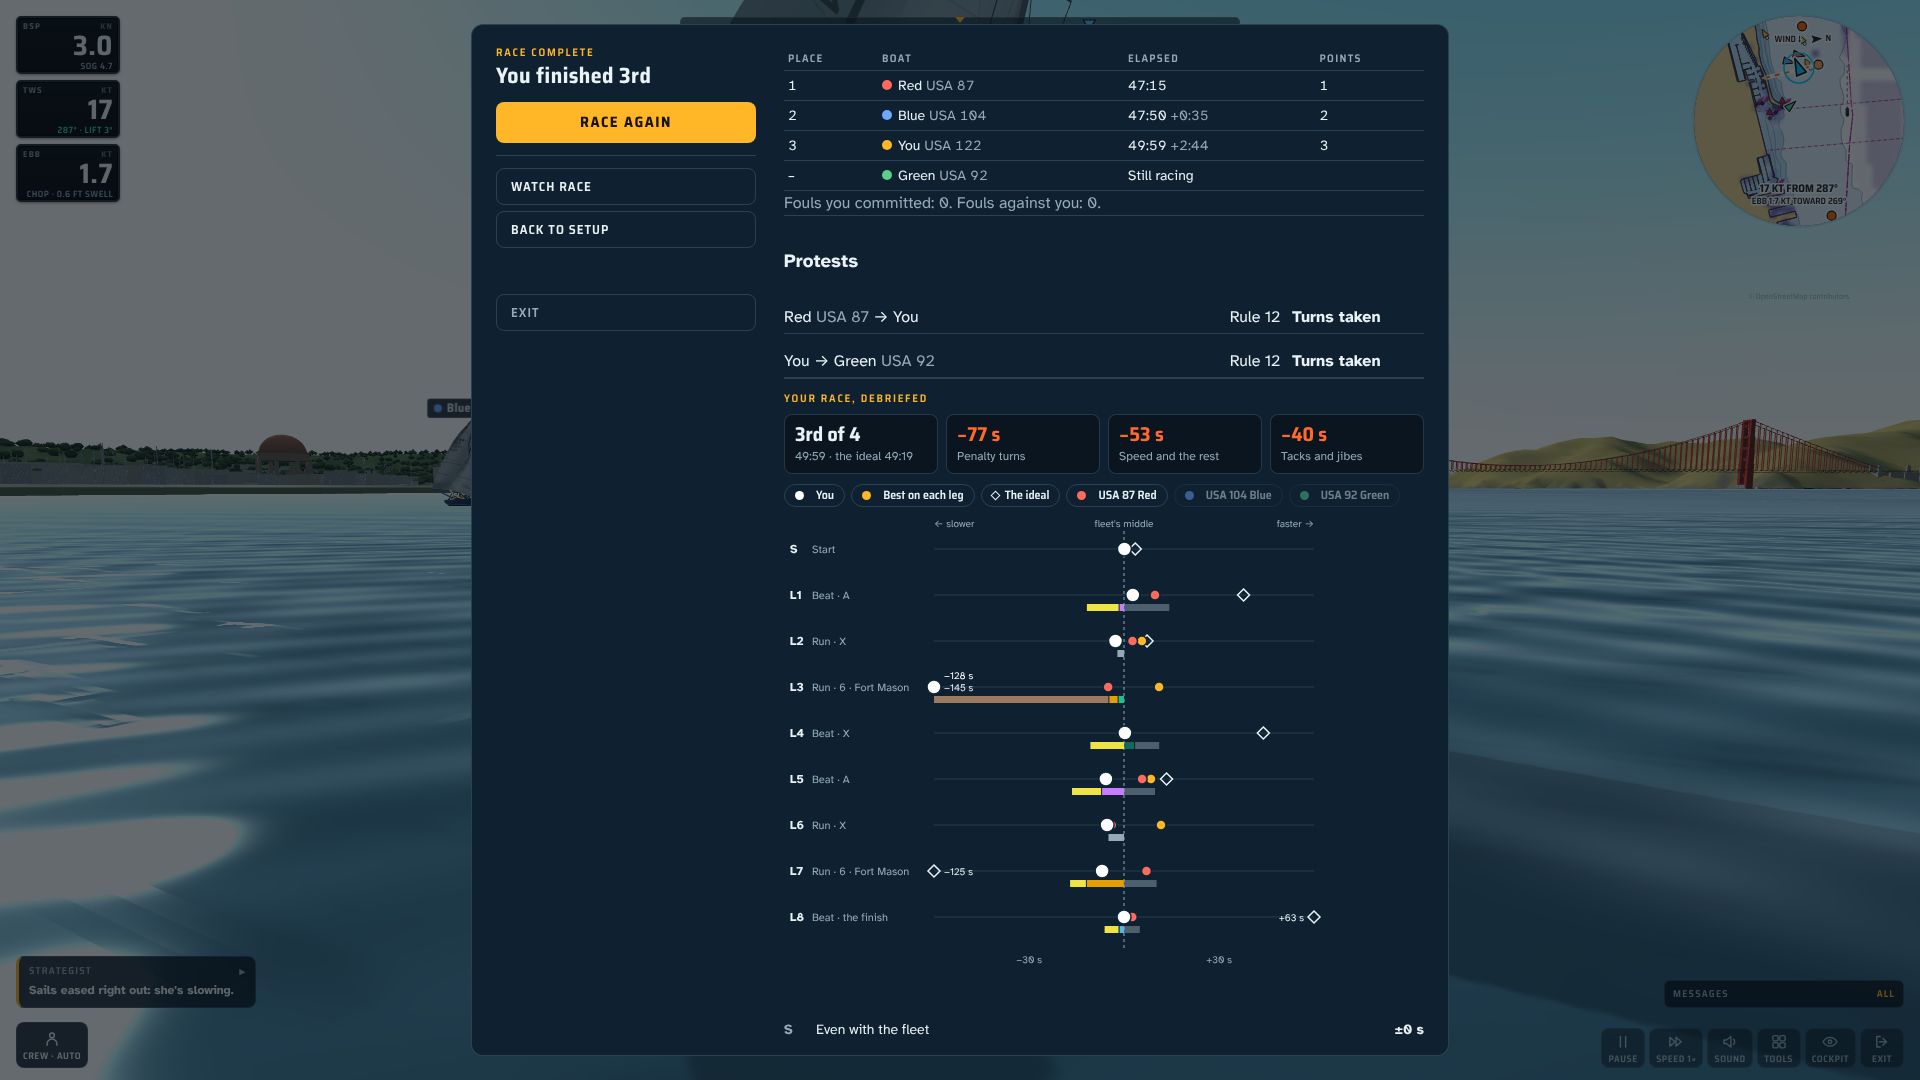 BSP KN
3.0
SOG 4.7
TWS KT
17
287° · LIFT 3°
EBB KT
1.7
CHOP · 0.6 FT SWELL
RACE COMPLETE
You finished 3rd
RACE AGAIN
WATCH RACE
BACK TO SETUP
EXIT
PLACE BOAT ELAPSED POINTS
1 Red USA 87 47:15 1
2 Blue USA 104 47:50 +0:35 2
3 You USA 122 49:59 +2:44 3
– Green USA 92 Still racing
Fouls you committed: 0. Fouls against you: 0.
Protests
Red USA 87 → You Rule 12 Turns taken
You → Green USA 92 Rule 12 Turns taken
YOUR RACE, DEBRIEFED
3rd of 4
49:59 · the ideal 49:19
−77 s
Penalty turns
−53 s
Speed and the rest
−40 s
Tacks and jibes
You Best on each leg The ideal USA 87 Red USA 104 Blue USA 92 Green
← slower fleet's middle faster →
S Start
L1 Beat · A
L2 Run · X
−128 s
L3 Run · 6 · Fort Mason −145 s
L4 Beat · X
L5 Beat · A
L6 Run · X
L7 Run · 6 · Fort Mason −125 s
L8 Beat · the finish +63 s
−30 s +30 s
S Even with the fleet ±0 s
Blue
WIND N
17 KT FROM 287°
EBB 1.7 KT TOWARD 269°
© OpenStreetMap contributors
STRATEGIST
Sails eased right out: she's slowing.
CREW · AUTO
MESSAGES ALL
PAUSE SPEED 1× SOUND TOOLS COCKPIT EXIT